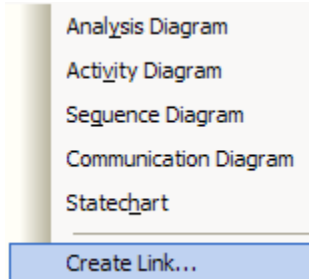 Analysis Diagram
Activity Diagram
Sequence Diagram
Communication Diagram
Statechart
Create Link...